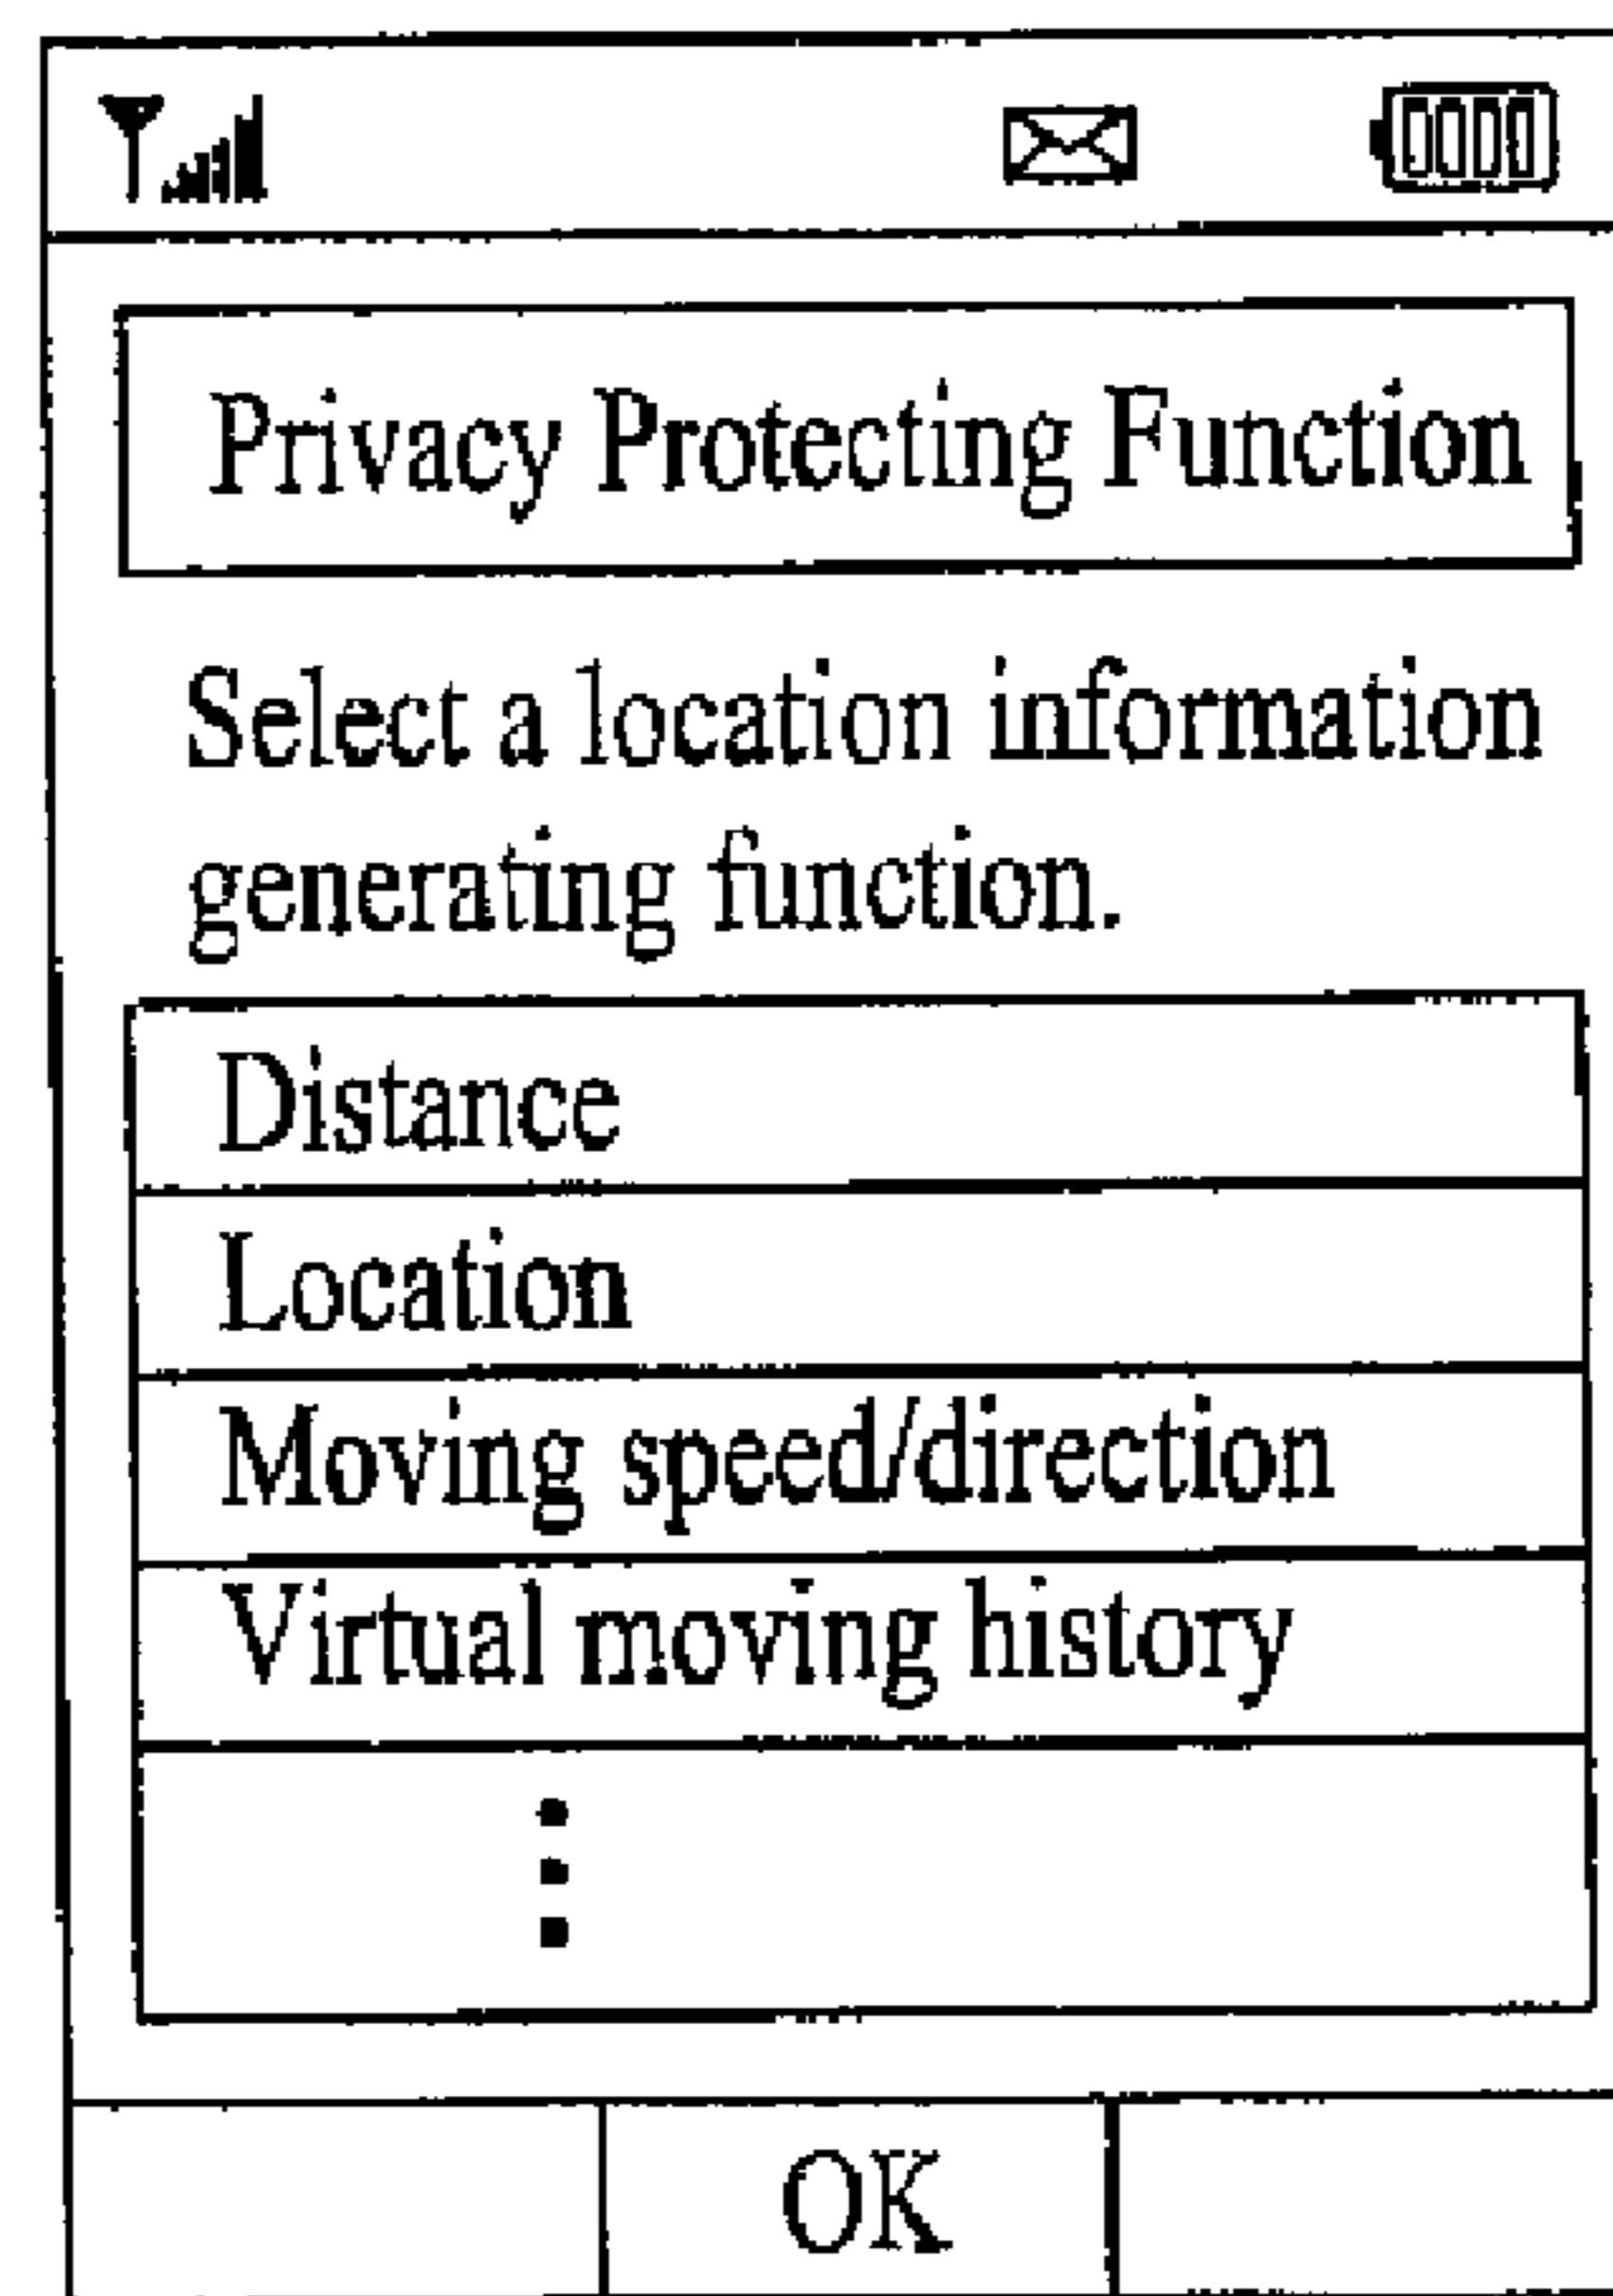 Privacy Protecting Function
Select a location information
generating function.
Distance
Location
Moving speed/direction
Virtual moving history
OK